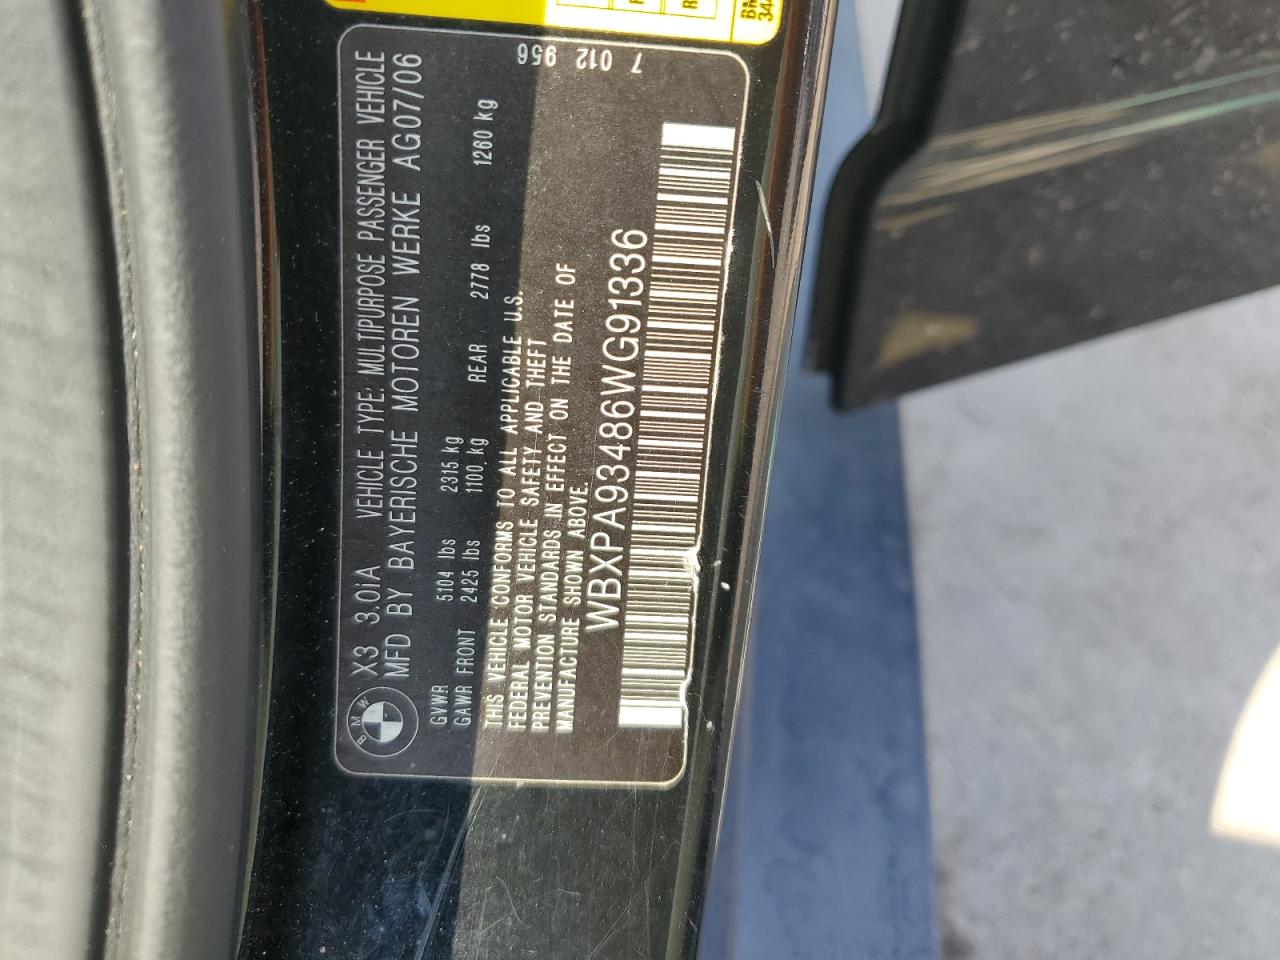 BMW X3 3.0iA VEHICLE TYPE: MULTIPURPOSE PASSENGER VEHICLE
MFD BY BAYERISCHE MOTOREN WERKE AG07/06
GVWR 5104 lbs 2315 kg
GAWR FRONT 2425 lbs 1100. kg REAR 2778 lbs 1260 kg
THIS VEHICLE CONFORMS TO ALL APPLICABLE U.S.
FEDERAL MOTOR VEHICLE SAFETY AND THEFT
PREVENTION STANDARDS IN EFFECT ON THE DATE OF
MANUFACTURE SHOWN ABOVE.
WBXPA93486WG91336
7 012 956